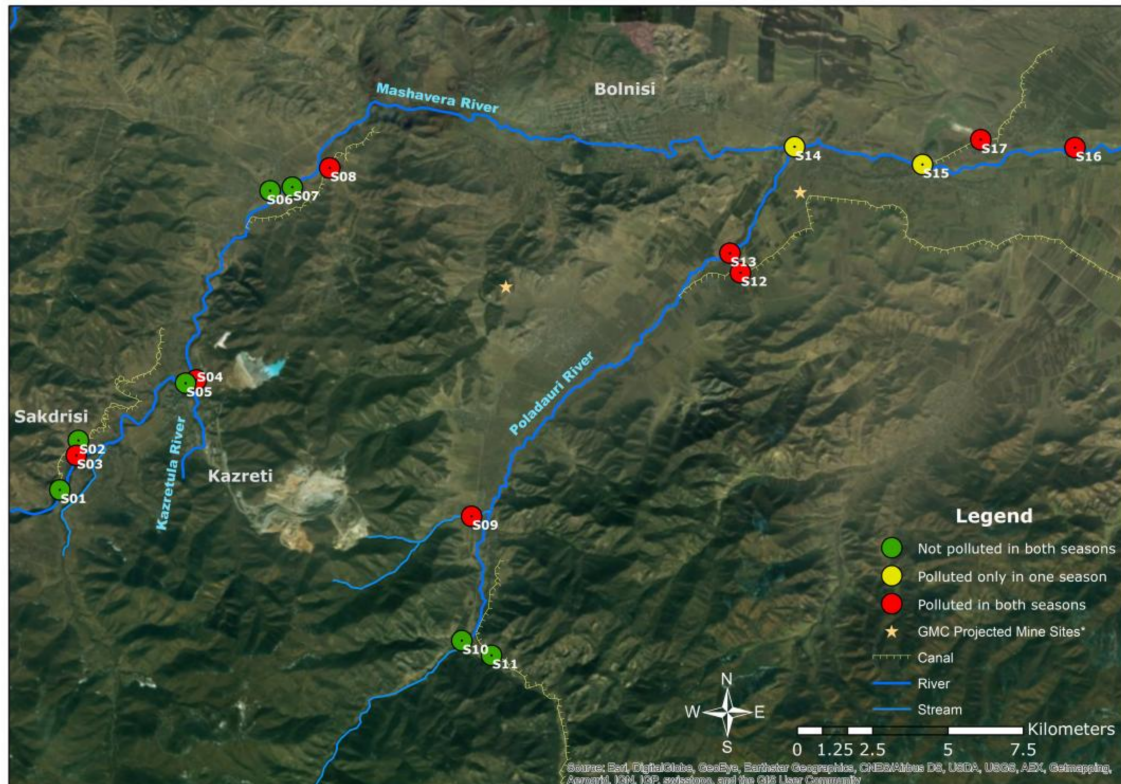 Bolnisi
Mashavera River
S14
S17
S16
S15
S08
S06
S07
S13
S12
Poladauri River
S04
S05
Sakdrisi
S02
S03
Kazretula River
Kazreti
S01
S09
S10
S11
Legend
Not polluted in both seasons
Polluted only in one season
Polluted in both seasons
GMC Projected Mine Sites*
Canal
River
Stream
N
W E
S
Kilometers
0 1.25 2.5 5 7.5
Source: Esri, DigitalGlobe, GeoEye, Earthstar Geographics, CNES/Airbus DS, USDA, USGS, AEX, Getmapping,
Aerogrid, IGN, IGP, swisstopo, and the GIS User Community